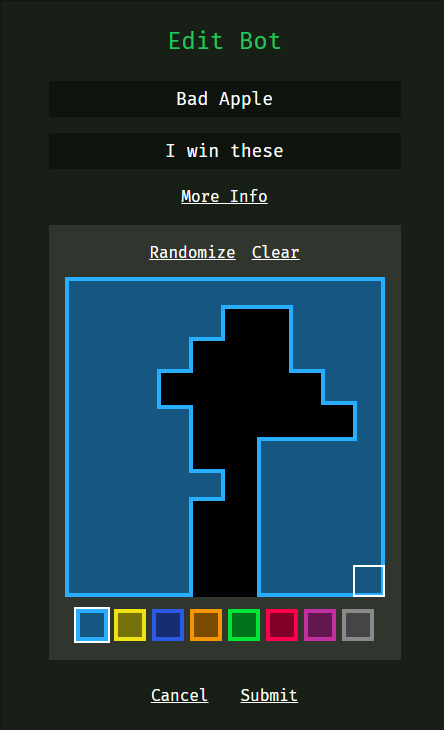 Edit Bot
Bad Apple
I win these
More Info
Randomize Clear
Cancel Submit